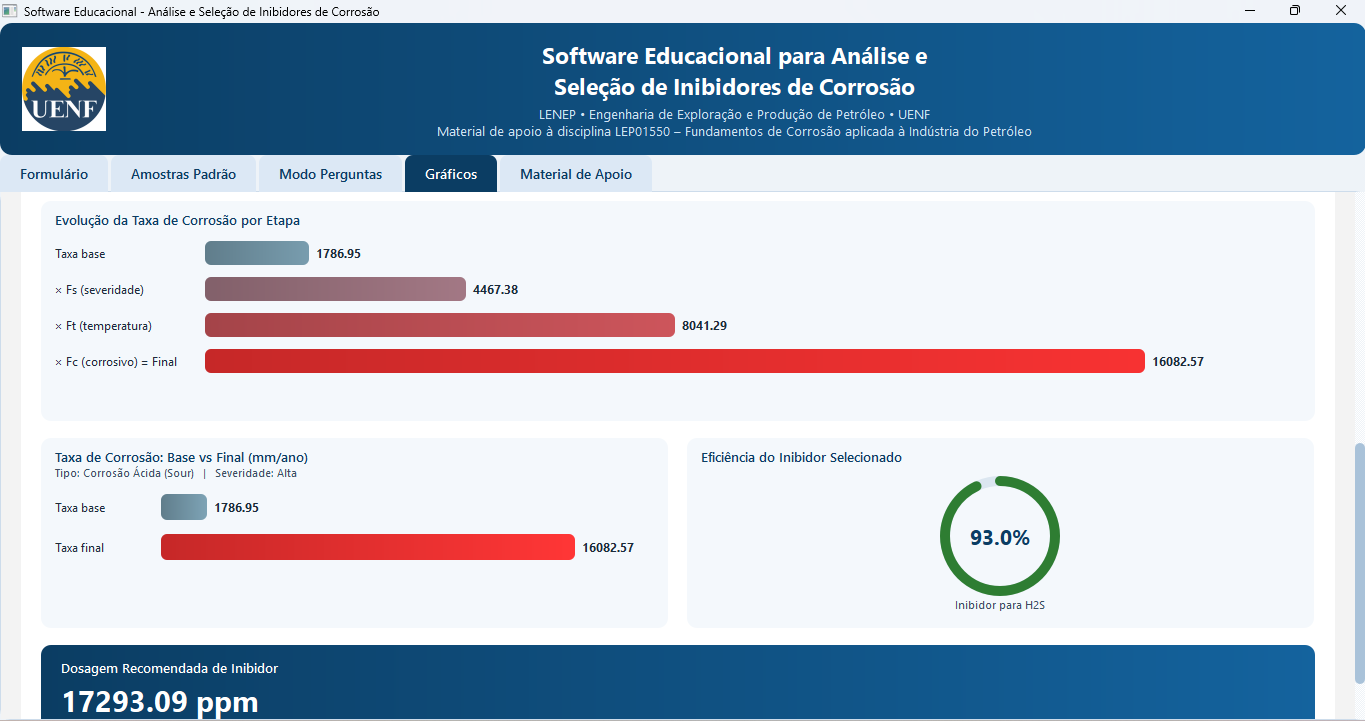 Software Educacional - Análise e Seleção de Inibidores de Corrosão
UENF
Software Educacional para Análise e
Seleção de Inibidores de Corrosão
LENEP • Engenharia de Exploração e Produção de Petróleo • UENF
Material de apoio à disciplina LEP01550 – Fundamentos de Corrosão aplicada à Indústria do Petróleo
Formulário Amostras Padrão Modo Perguntas Gráficos Material de Apoio
Evolução da Taxa de Corrosão por Etapa
Taxa base 1786.95
× Fs (severidade) 4467.38
× Ft (temperatura) 8041.29
× Fc (corrosivo) = Final 16082.57
Taxa de Corrosão: Base vs Final (mm/ano)
Tipo: Corrosão Ácida (Sour) | Severidade: Alta
Taxa base 1786.95
Taxa final 16082.57
Eficiência do Inibidor Selecionado
93.0%
Inibidor para H2S
Dosagem Recomendada de Inibidor
17293.09 ppm